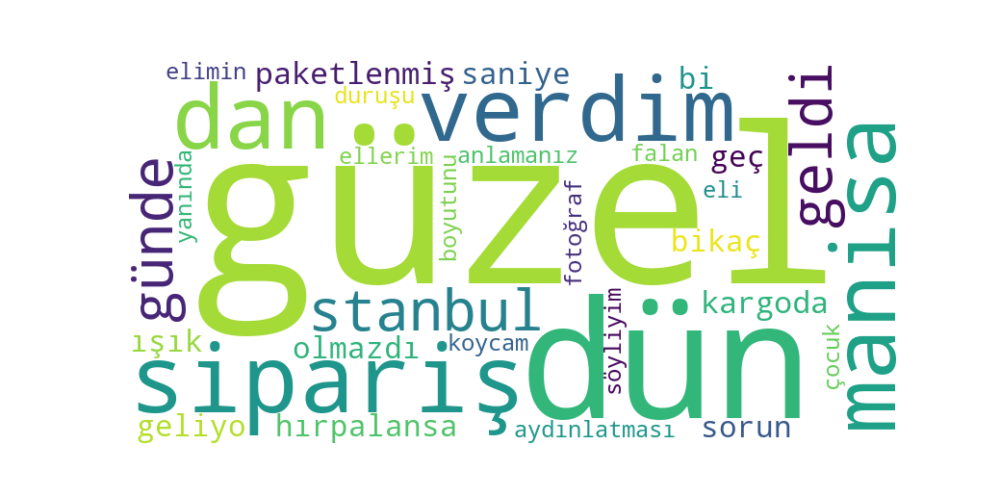 elimin
paketlenmiş
saniye
bi
geldi
dan
duruşu
verdim
güzel
manisa
günde
yanında
ellerim
boyutunu
anlamanız
falan
geç
eli
fotoğraf
bikaç
stanbul
dün
söyliyim
kargoda
ışık
olmazdı
koycam
çocuk
sipariş
geliyo
hırpalansa
aydınlatması
sorun